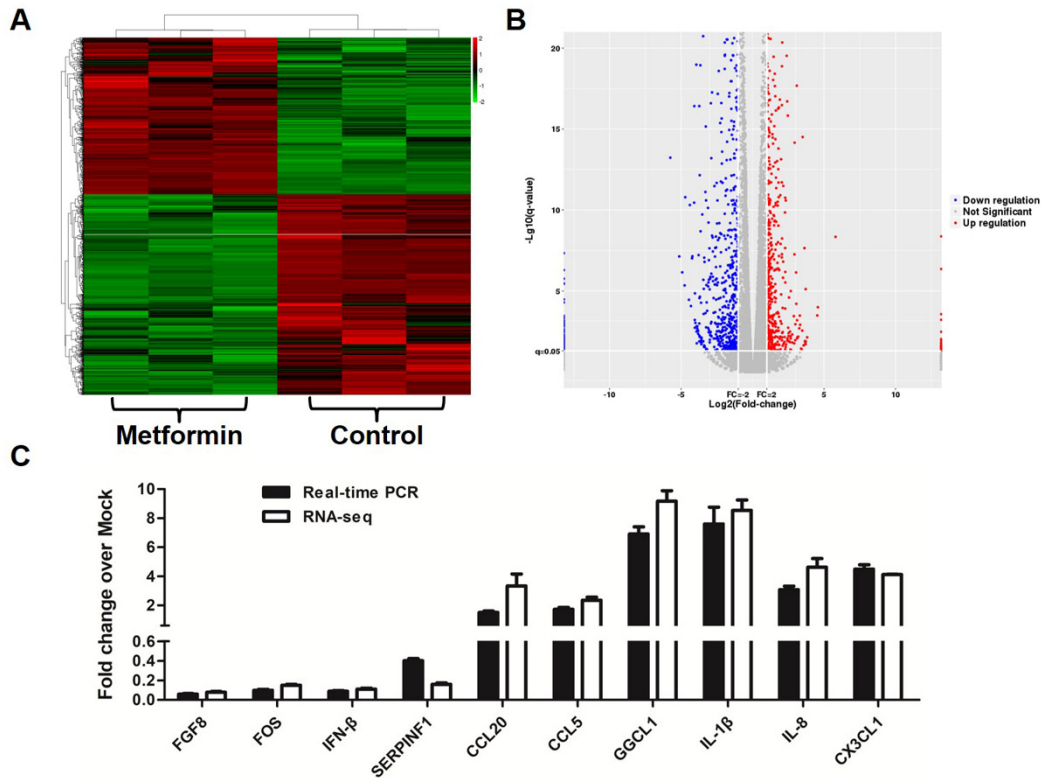 A
2
1
0
-1
-2
Metformin
Control
B
20
15
10
5
q=0.05
-Lg10(q-value)
-10
-5
FC=-2
FC=2
5
10
Log2(Fold-change)
Down regulation
Not Significant
Up regulation
C
Fold change over Mock
10
8
6
4
2
0.6
0.4
0.2
0.0
Real-time PCR
RNA-seq
FGF8
FOS
IFN-β
SERPINF1
CCL20
CCL5
GGCL1
IL-1β
IL-8
CX3CL1